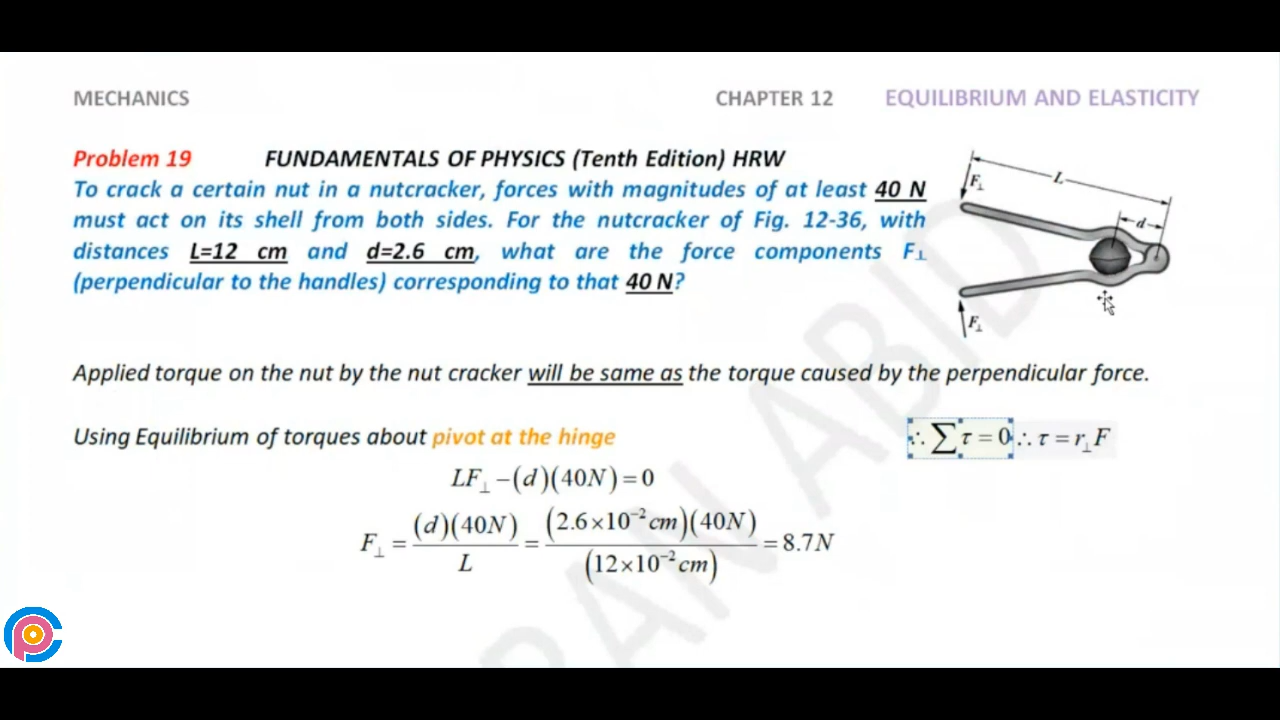 MECHANICS CHAPTER 12 EQUILIBRIUM AND ELASTICITY
Problem 19 FUNDAMENTALS OF PHYSICS (Tenth Edition) HRW
To crack a certain nut in a nutcracker, forces with magnitudes of at least 40 N
must act on its shell from both sides. For the nutcracker of Fig. 12-36, with
distances L=12 cm and d=2.6 cm, what are the force components F⊥
(perpendicular to the handles) corresponding to that 40 N?
L
F⊥
d
F⊥
Applied torque on the nut by the nut cracker will be same as the torque caused by the perpendicular force.
Using Equilibrium of torques about pivot at the hinge ∴ ∑τ = 0 ∴ τ = r⊥F
LF⊥ −(d)(40N) = 0
F⊥ = (d)(40N) / L = (2.6×10⁻² cm)(40N) / (12×10⁻² cm) = 8.7N